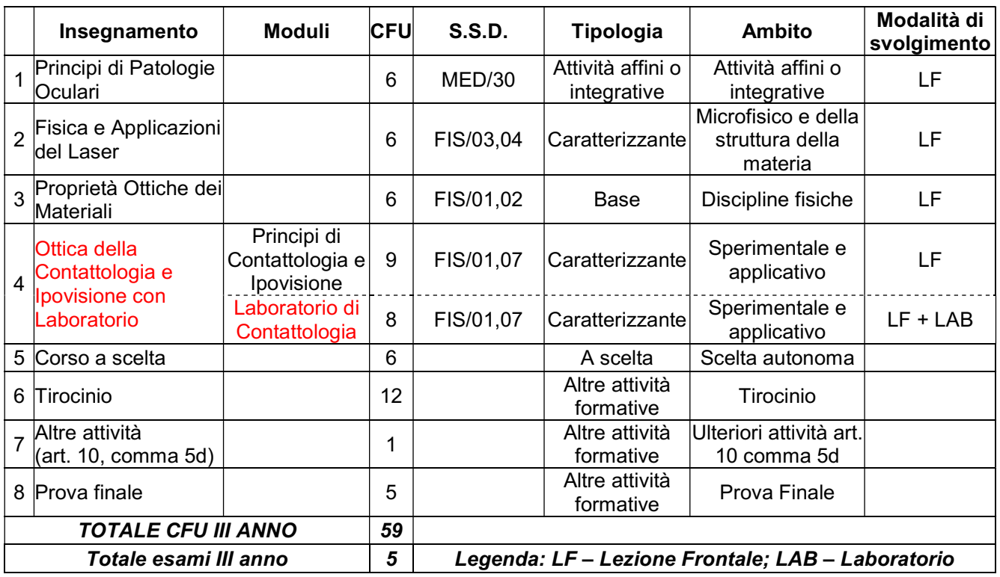 Insegnamento Moduli CFU S.S.D. Tipologia Ambito Modalità di
svolgimento
1 Principi di Patologie
Oculari
6 MED/30 Attività affini o
integrative
Attività affini o
integrative
LF
2 Fisica e Applicazioni
del Laser
6 FIS/03,04 Caratterizzante Microfisico e della
struttura della
materia
LF
3 Proprietà Ottiche dei
Materiali
6 FIS/01,02 Base Discipline fisiche LF
4 Ottica della
Contattologia e
Ipovisione con
Laboratorio
Principi di
Contattologia e
Ipovisione
9 FIS/01,07 Caratterizzante Sperimentale e
applicativo
LF
Laboratorio di
Contattologia
8 FIS/01,07 Caratterizzante Sperimentale e
applicativo
LF + LAB
5 Corso a scelta 6 A scelta Scelta autonoma
6 Tirocinio 12 Altre attività
formative
Tirocinio
7 Altre attività
(art. 10, comma 5d)
1 Altre attività
formative
Ulteriori attività art.
10 comma 5d
8 Prova finale 5 Altre attività
formative
Prova Finale
TOTALE CFU III ANNO 59
Totale esami III anno 5 Legenda: LF – Lezione Frontale; LAB – Laboratorio